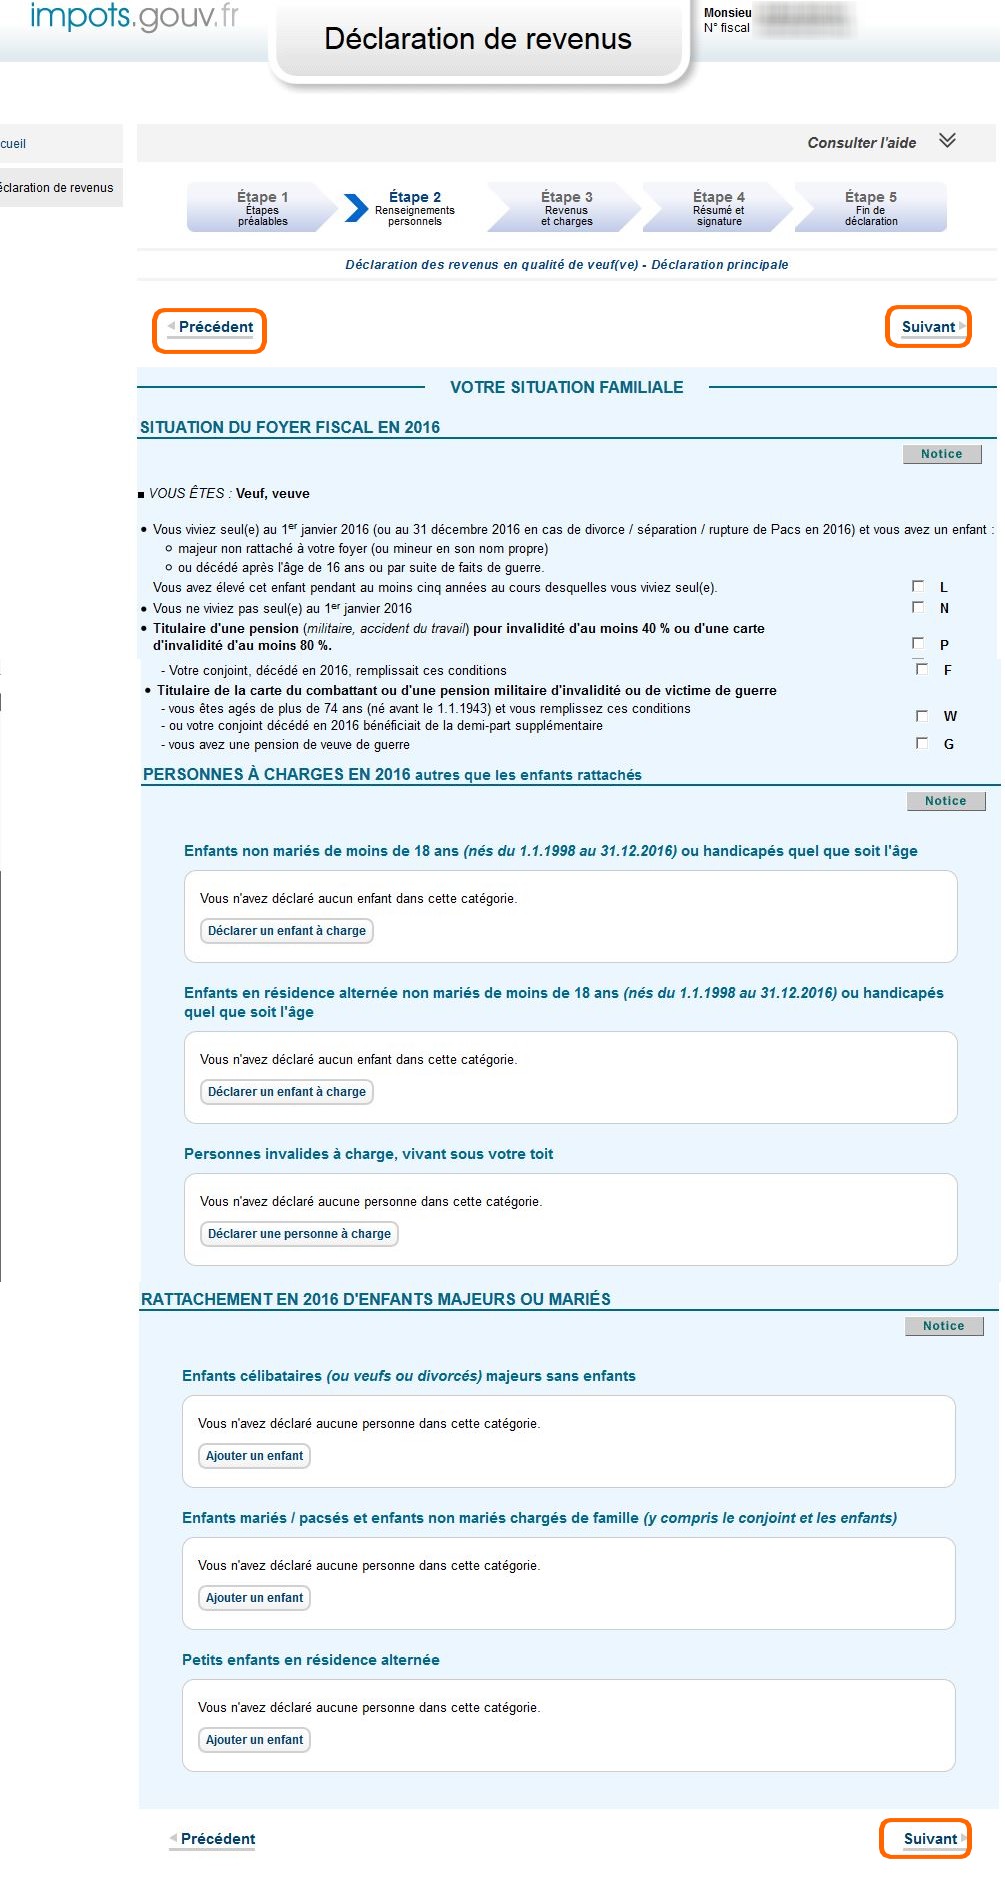 impots.gouv.fr
Déclaration de revenus
Monsieu
N° fiscal
cueil
éclaration de revenus
Consulter l'aide
Étape 1
Étapes
préalables
Étape 2
Renseignements
personnels
Étape 3
Revenus
et charges
Étape 4
Résumé et
signature
Étape 5
Fin de
déclaration
Déclaration des revenus en qualité de veuf(ve) - Déclaration principale
Précédent
Suivant
VOTRE SITUATION FAMILIALE
SITUATION DU FOYER FISCAL EN 2016
Notice
VOUS ÊTES : Veuf, veuve
• Vous viviez seul(e) au 1er janvier 2016 (ou au 31 décembre 2016 en cas de divorce / séparation / rupture de Pacs en 2016) et vous avez un enfant :
majeur non rattaché à votre foyer (ou mineur en son nom propre)
ou décédé après l'âge de 16 ans ou par suite de faits de guerre.
Vous avez élevé cet enfant pendant au moins cinq années au cours desquelles vous viviez seul(e). L
• Vous ne viviez pas seul(e) au 1er janvier 2016 N
• Titulaire d'une pension (militaire, accident du travail) pour invalidité d'au moins 40 % ou d'une carte
d'invalidité d'au moins 80 %. P
- Votre conjoint, décédé en 2016, remplissait ces conditions F
• Titulaire de la carte du combattant ou d'une pension militaire d'invalidité ou de victime de guerre
- vous êtes agés de plus de 74 ans (né avant le 1.1.1943) et vous remplissez ces conditions
W
- ou votre conjoint décédé en 2016 bénéficiait de la demi-part supplémentaire
- vous avez une pension de veuve de guerre G
PERSONNES À CHARGES EN 2016 autres que les enfants rattachés
Notice
Enfants non mariés de moins de 18 ans (nés du 1.1.1998 au 31.12.2016) ou handicapés quel que soit l'âge
Vous n'avez déclaré aucun enfant dans cette catégorie.
Déclarer un enfant à charge
Enfants en résidence alternée non mariés de moins de 18 ans (nés du 1.1.1998 au 31.12.2016) ou handicapés
quel que soit l'âge
Vous n'avez déclaré aucun enfant dans cette catégorie.
Déclarer un enfant à charge
Personnes invalides à charge, vivant sous votre toit
Vous n'avez déclaré aucune personne dans cette catégorie.
Déclarer une personne à charge
RATTACHEMENT EN 2016 D'ENFANTS MAJEURS OU MARIÉS
Notice
Enfants célibataires (ou veufs ou divorcés) majeurs sans enfants
Vous n'avez déclaré aucune personne dans cette catégorie.
Ajouter un enfant
Enfants mariés / pacsés et enfants non mariés chargés de famille (y compris le conjoint et les enfants)
Vous n'avez déclaré aucune personne dans cette catégorie.
Ajouter un enfant
Petits enfants en résidence alternée
Vous n'avez déclaré aucune personne dans cette catégorie.
Ajouter un enfant
Précédent
Suivant